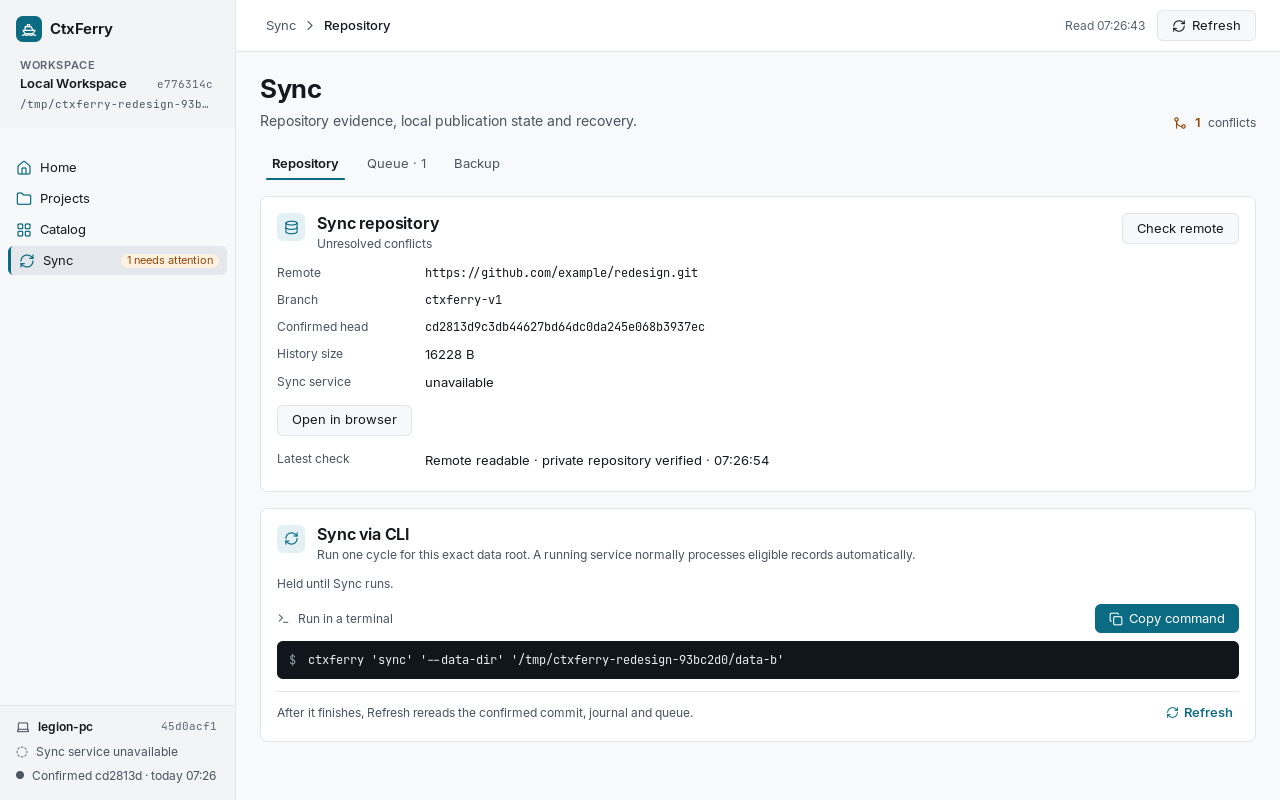 CtxFerry
WORKSPACE
Local Workspace e776314c
/tmp/ctxferry-redesign-93b…
Home
Projects
Catalog
Sync 1 needs attention
legion-pc 45d0acf1
Sync service unavailable
Confirmed cd2813d · today 07:26
Sync > Repository
Read 07:26:43 Refresh
Sync
Repository evidence, local publication state and recovery.
1 conflicts
Repository Queue · 1 Backup
Sync repository
Unresolved conflicts
Check remote
Remote https://github.com/example/redesign.git
Branch ctxferry-v1
Confirmed head cd2813d9c3db44627bd64dc0da245e068b3937ec
History size 16228 B
Sync service unavailable
Open in browser
Latest check Remote readable · private repository verified · 07:26:54
Sync via CLI
Run one cycle for this exact data root. A running service normally processes eligible records automatically.
Held until Sync runs.
Run in a terminal
Copy command
$ ctxferry 'sync' '--data-dir' '/tmp/ctxferry-redesign-93bc2d0/data-b'
After it finishes, Refresh rereads the confirmed commit, journal and queue.
Refresh